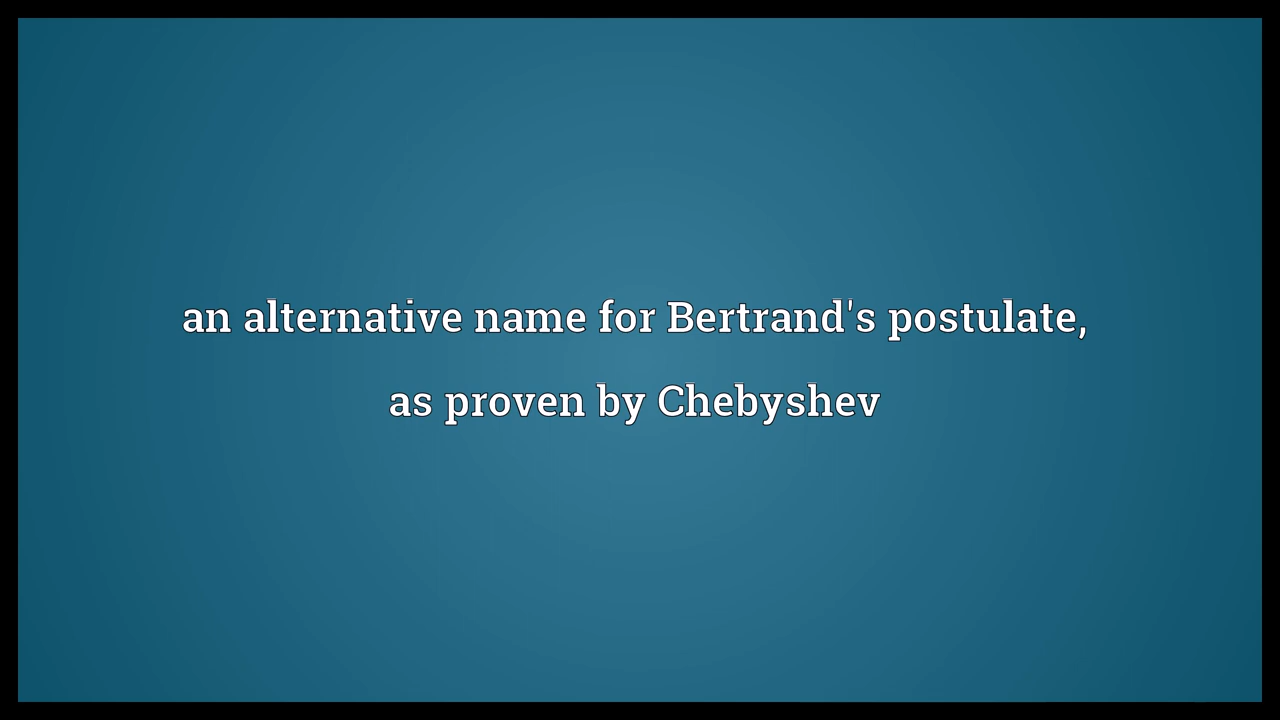 an alternative name for Bertrand's postulate,
as proven by Chebyshev